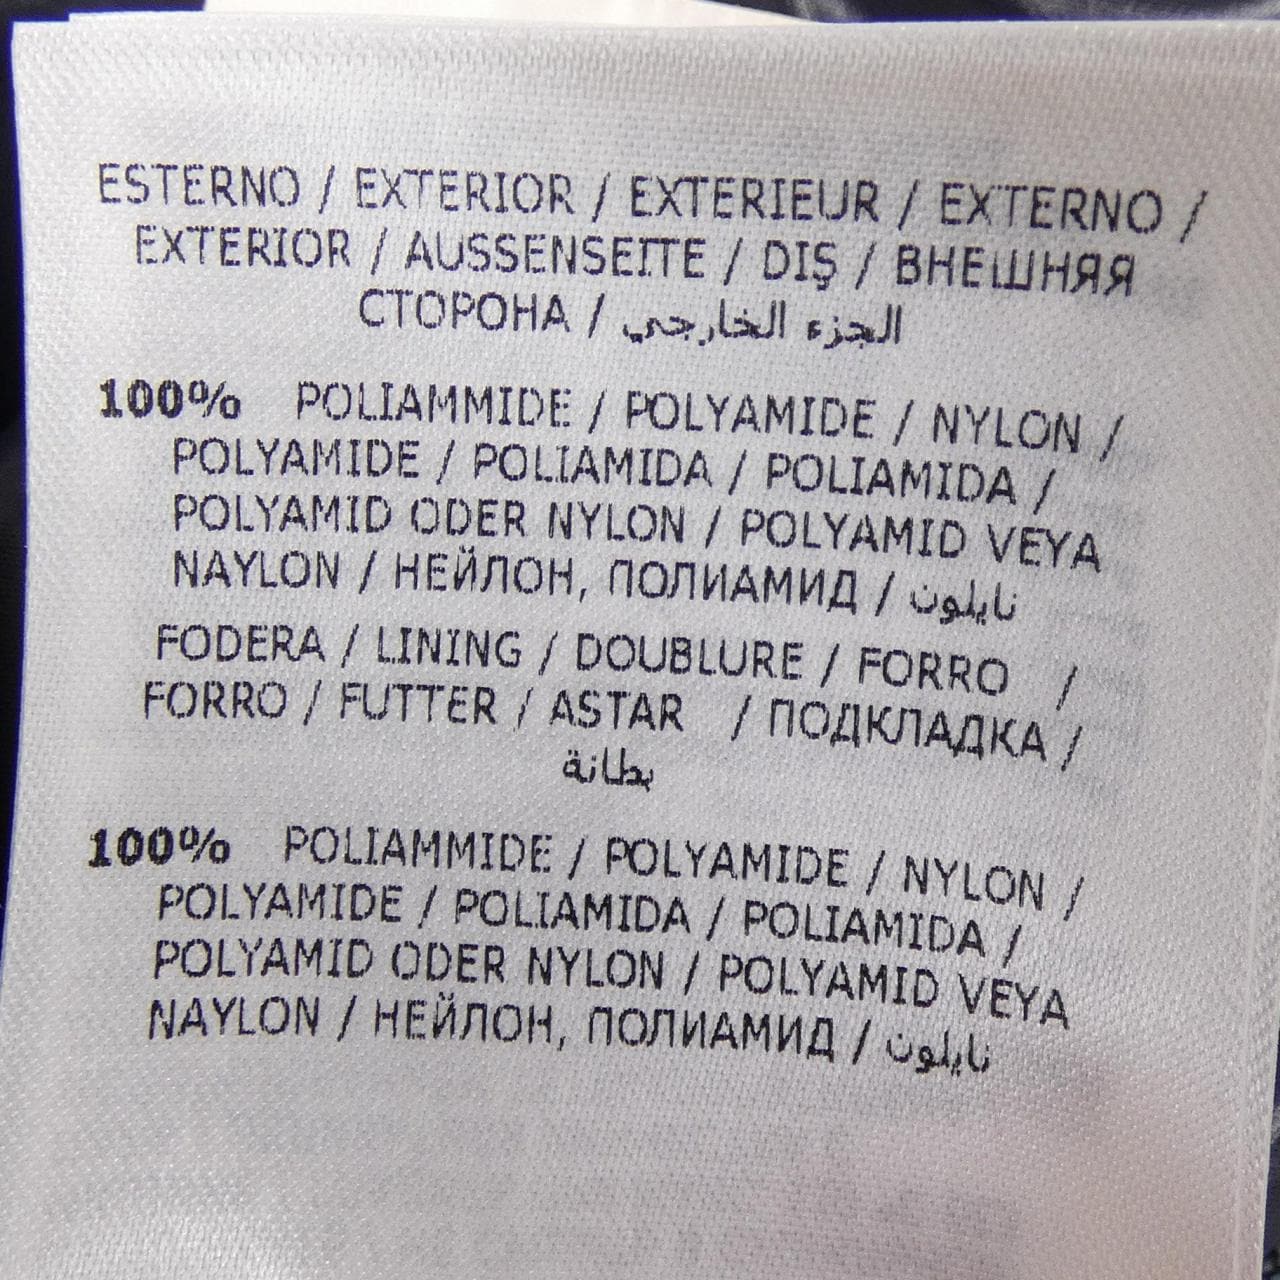 ESTERNO / EXTERIOR / EXTERIEUR / EXTERNO /
EXTERIOR / AUSSENSEITE / DIŞ / ВНЕШНЯЯ
СТОРОНА / الجزء الخارجي
100% POLIAMMIDE / POLYAMIDE / NYLON /
POLYAMIDE / POLIAMIDA / POLIAMIDA /
POLYAMID ODER NYLON / POLYAMID VEYA
NAYLON / НЕЙЛОН, ПОЛИАМИД / نايلون
FODERA / LINING / DOUBLURE / FORRO /
FORRO / FUTTER / ASTAR / ПОДКЛАДКА /
بطانة
100% POLIAMMIDE / POLYAMIDE / NYLON /
POLYAMIDE / POLIAMIDA / POLIAMIDA /
POLYAMID ODER NYLON / POLYAMID VEYA
NAYLON / НЕЙЛОН, ПОЛИАМИД / نايلون